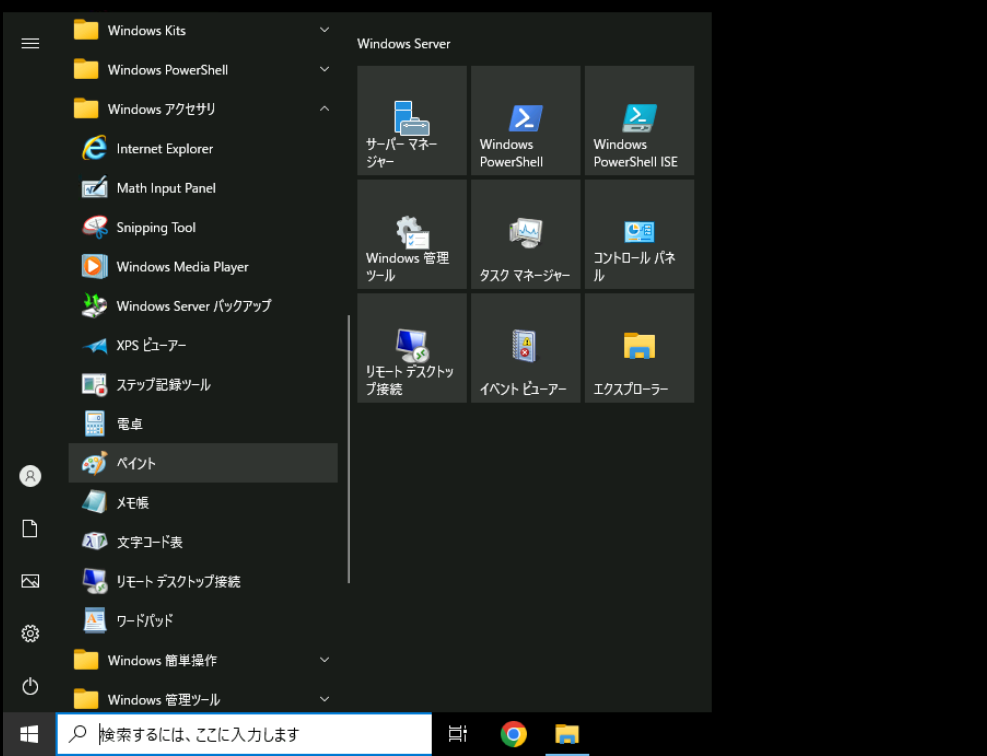 Windows Kits
Windows PowerShell
Windows アクセサリ
Internet Explorer
Math Input Panel
Snipping Tool
Windows Media Player
Windows Server バックアップ
XPS ビューアー
ステップ記録ツール
電卓
ペイント
メモ帳
文字コード表
リモート デスクトップ接続
ワードパッド
Windows 簡単操作
Windows 管理ツール
Windows Server
サーバー マネー
ジャー
Windows
PowerShell
Windows
PowerShell ISE
Windows 管理
ツール
タスク マネージャー
コントロール パネ
ル
リモート デスクトッ
プ接続
イベント ビューアー
エクスプローラー
検索するには、ここに入力します